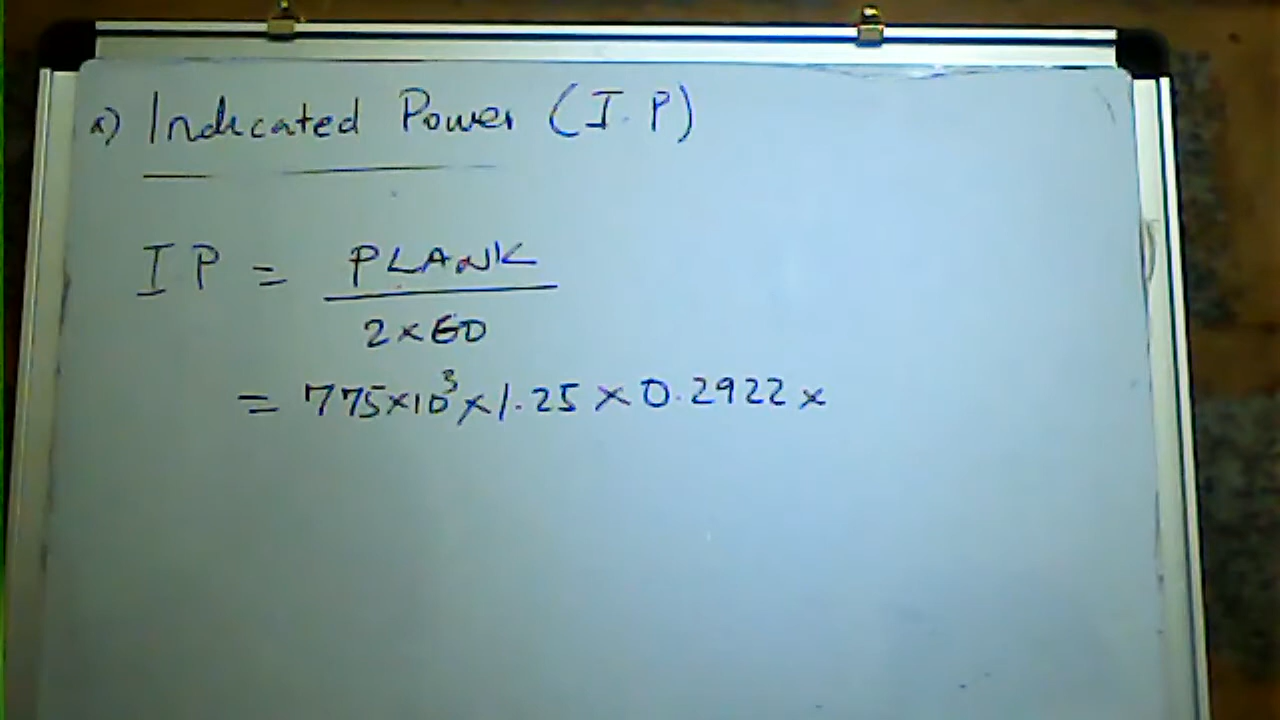 a) Indicated Power (I.P)
IP = PLANK
2×60
= 775×10³×1.25×0.2922×